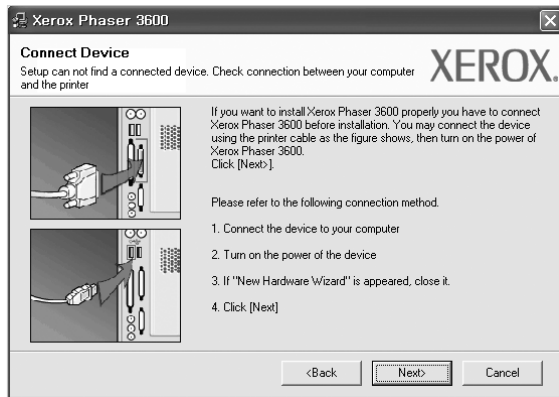 Xerox Phaser 3600
Connect Device
Setup can not find a connected device. Check connection between your computer
and the printer
XEROX.
If you want to install Xerox Phaser 3600 properly you have to connect
Xerox Phaser 3600 before installation. You may connect the device
using the printer cable as the figure shows, then turn on the power of
Xerox Phaser 3600.
Click [Next>].
Please refer to the following connection method.
1. Connect the device to your computer
2. Turn on the power of the device
3. If "New Hardware Wizard" is appeared, close it.
4. Click [Next]
<Back
Next>
Cancel